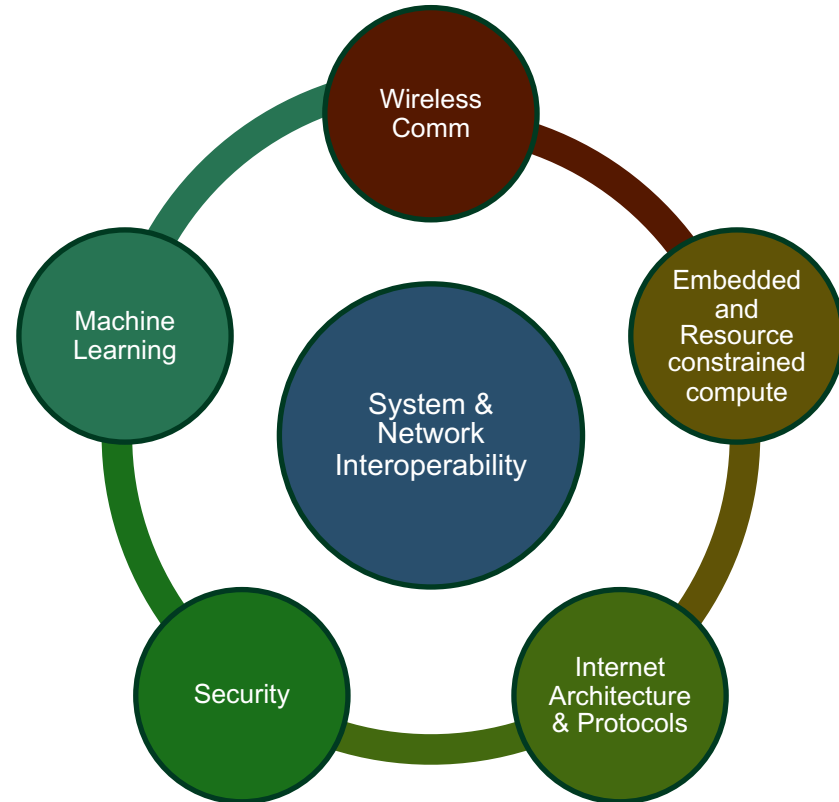 Wireless
Comm
Embedded
and
Resource
constrained
compute
Machine
Learning
System &
Network
Interoperability
Internet
Architecture
& Protocols
Security